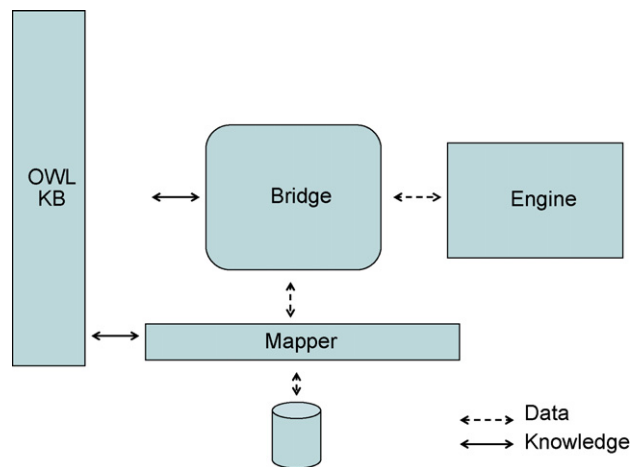 OWL
KB
Bridge
Engine
Mapper
Data
Knowledge